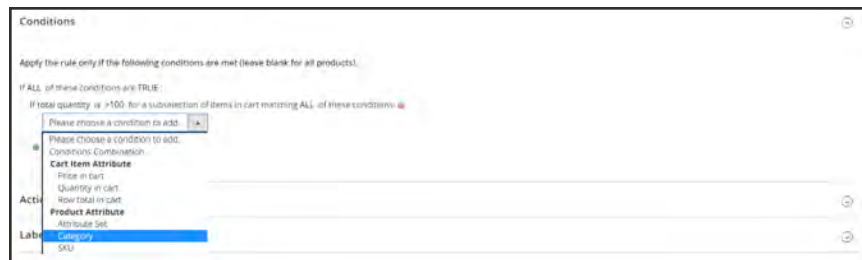 Conditions
Apply the rule only if the following conditions are met (leave blank for all products).
If ALL of these conditions are TRUE :
If total quantity is >100 for a subselection of items in cart matching ALL of these conditions:
Please choose a condition to add.
Please choose a condition to add.
Conditions Combination
Cart Item Attribute
Price in cart
Quantity in cart
Row total in cart
Acti
Product Attribute
Attribute Set
Labe
Category
SKU